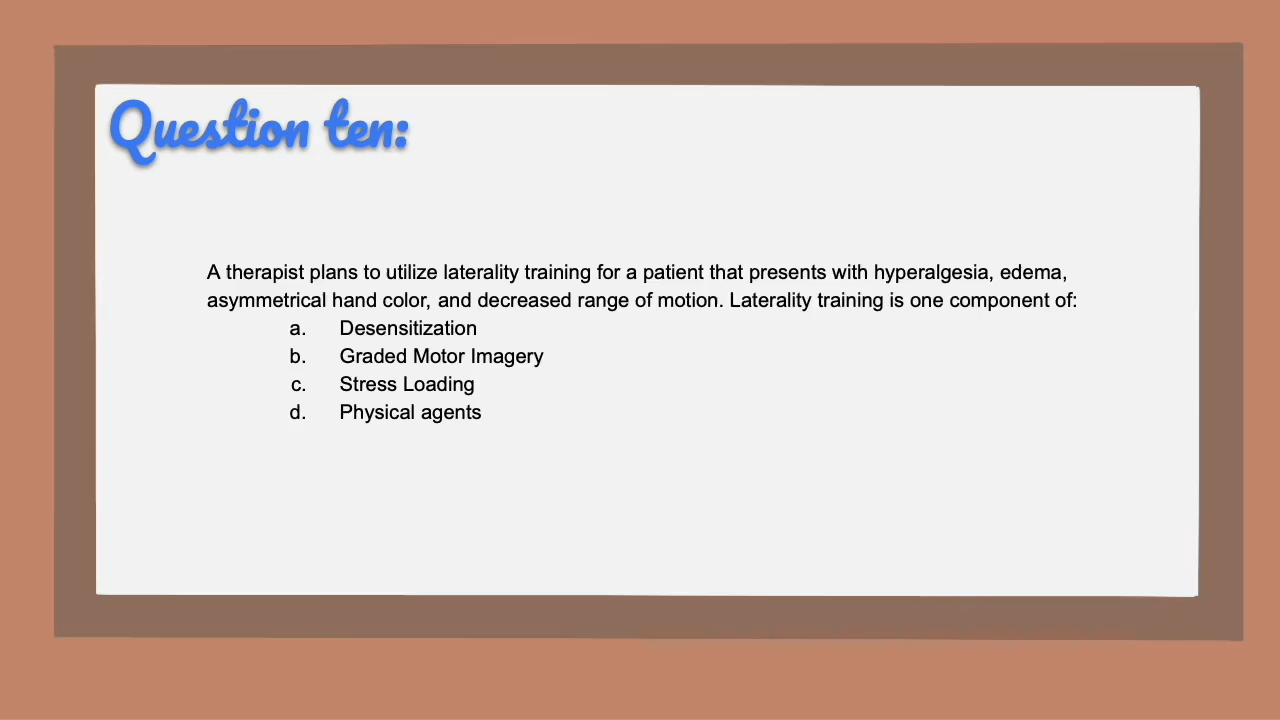 Question ten:
A therapist plans to utilize laterality training for a patient that presents with hyperalgesia, edema,
asymmetrical hand color, and decreased range of motion. Laterality training is one component of:
a. Desensitization
b. Graded Motor Imagery
c. Stress Loading
d. Physical agents